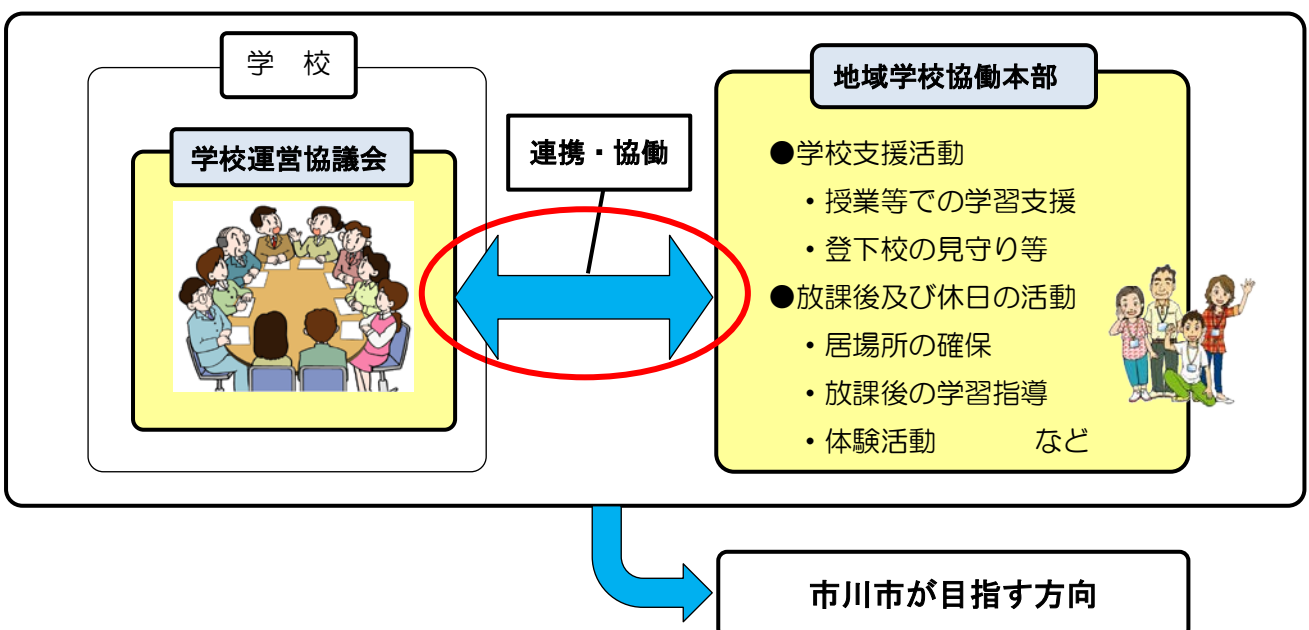 学 校
学校運営協議会
連携・協働
地域学校協働本部
●学校支援活動
・授業等での学習支援
・登下校の見守り等
●放課後及び休日の活動
・居場所の確保
・放課後の学習指導
・体験活動 など
市川市が目指す方向